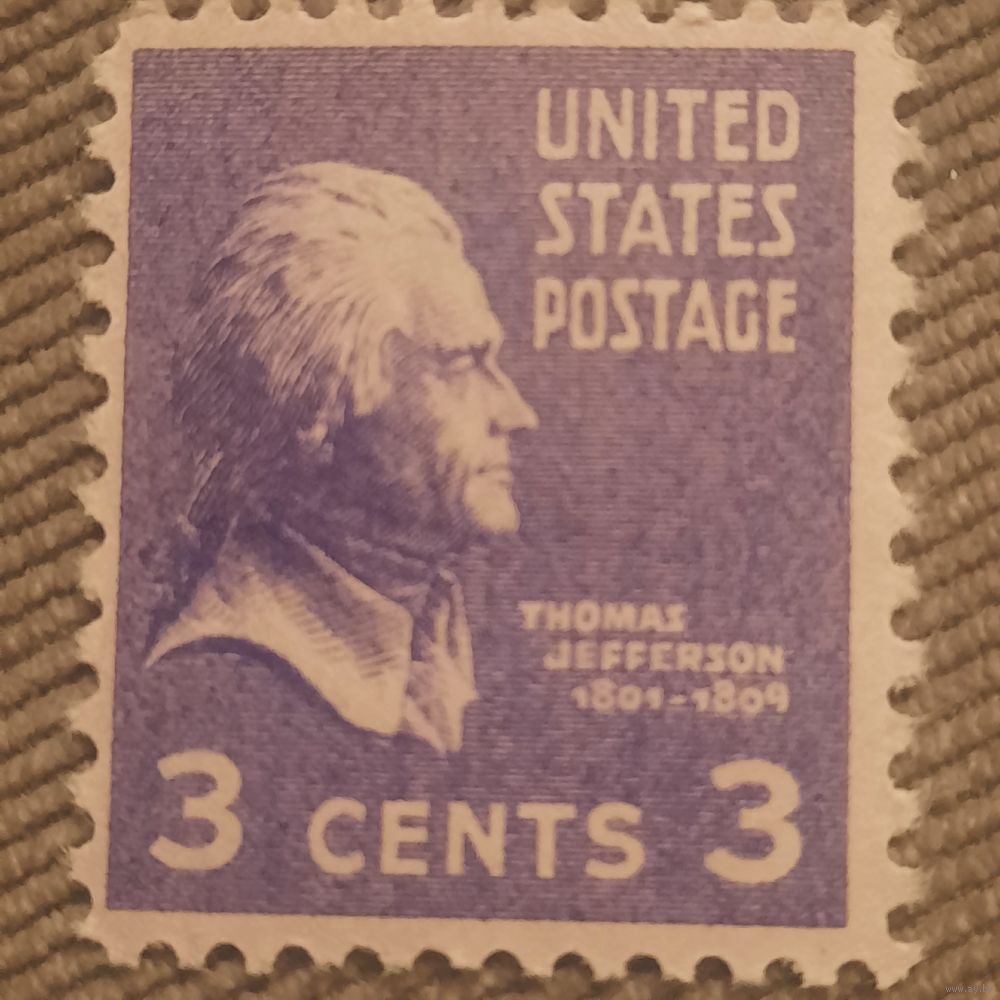 UNITED
STATES
POSTAGE
THOMAS
JEFFERSON
1801-1809
3 CENTS 3